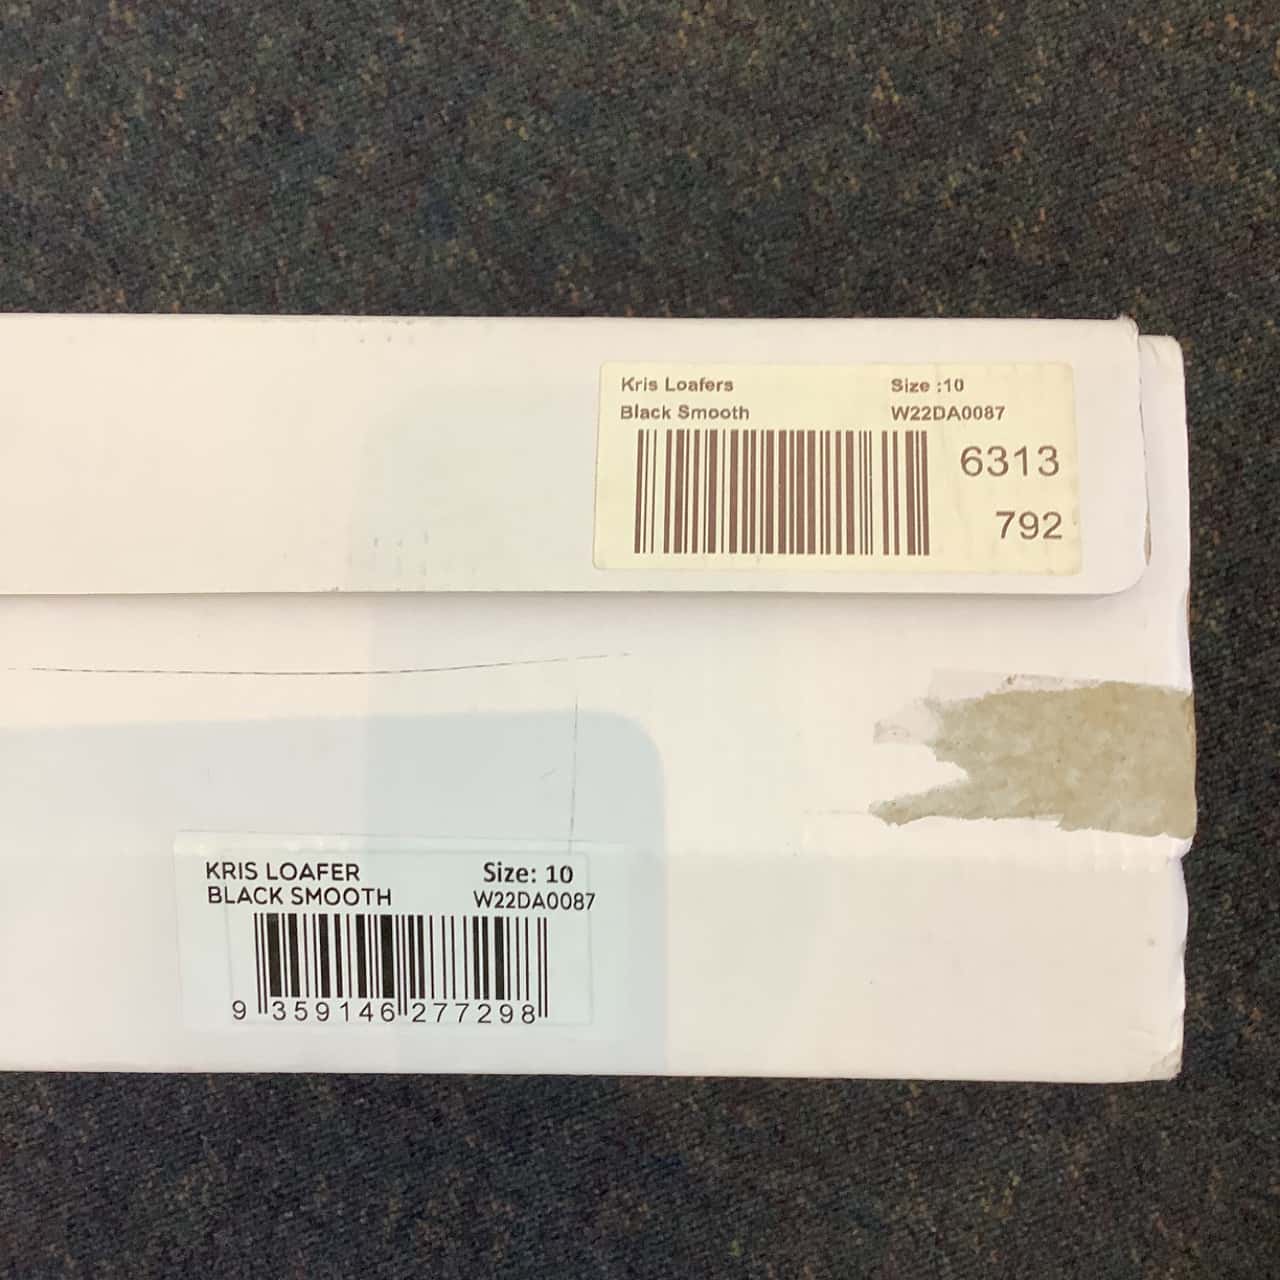 Kris Loafers Size :10
Black Smooth W22DA0087
6313
792
KRIS LOAFER Size: 10
BLACK SMOOTH W22DA0087
9 359146 277298